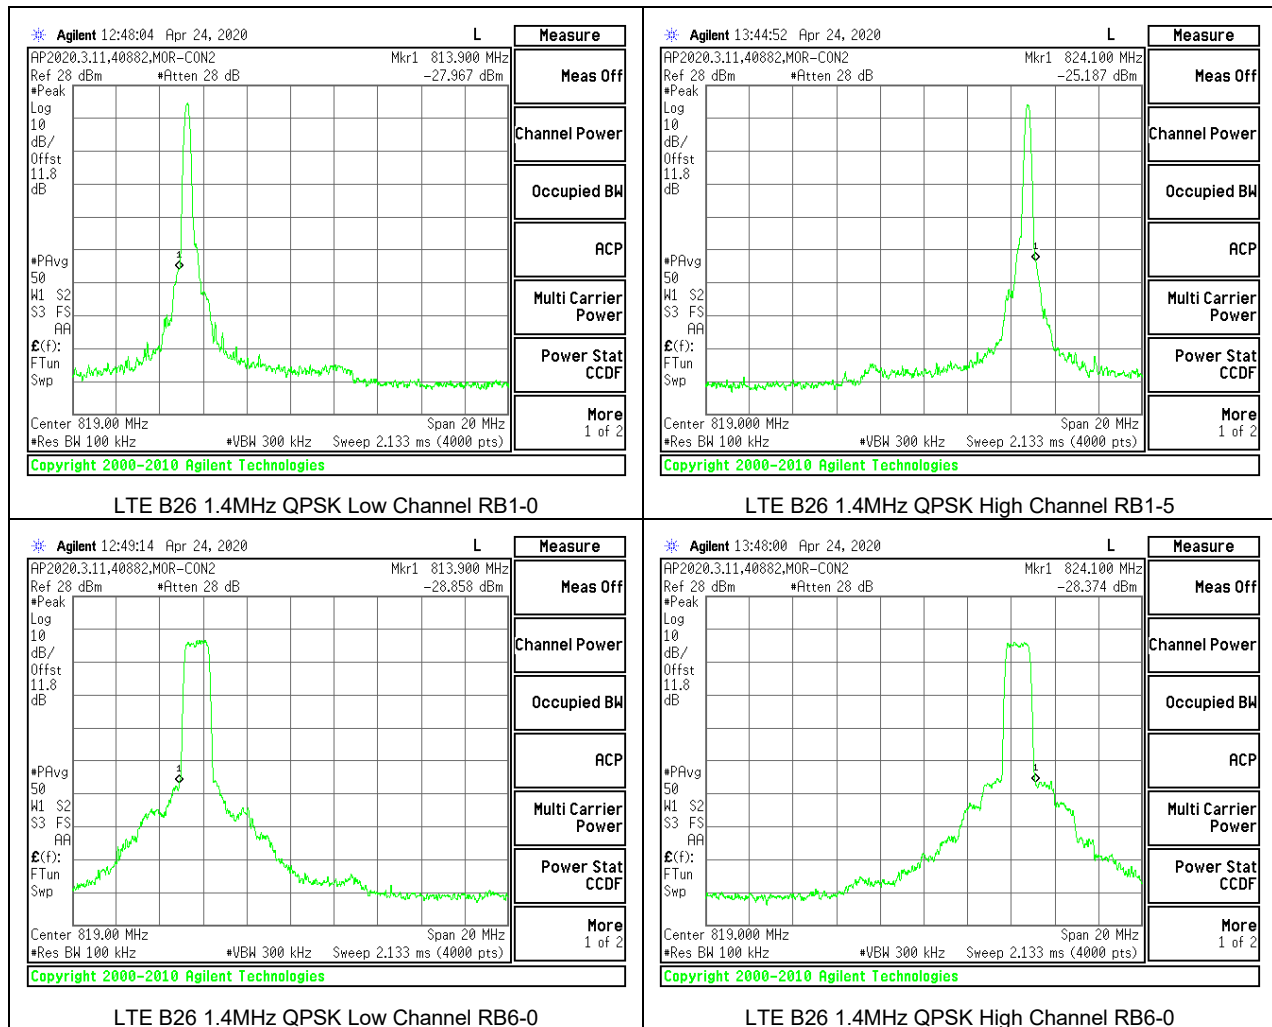 Agilent 12:48:04 Apr 24, 2020 L Measure
AP2020.3.11,40882,MOR-CON2 Mkr1 813.900 MHz
Ref 28 dBm #Atten 28 dB -27.967 dBm
Meas Off
#Peak
Log
10
dB/
Offst
11.8
dB
Channel Power
Occupied BW
1
#PAvg
50
W1 S2
S3 FS
AA
£(f):
FTun
Swp
ACP
Multi Carrier
Power
Power Stat
CCDF
More
1 of 2
Center 819.00 MHz Span 20 MHz
#Res BW 100 kHz #VBW 300 kHz Sweep 2.133 ms (4000 pts)
Copyright 2000-2010 Agilent Technologies
LTE B26 1.4MHz QPSK Low Channel RB1-0
Agilent 13:44:52 Apr 24, 2020 L Measure
AP2020.3.11,40882,MOR-CON2 Mkr1 824.100 MHz
Ref 28 dBm #Atten 28 dB -25.187 dBm
Meas Off
#Peak
Log
10
dB/
Offst
11.8
dB
Channel Power
Occupied BW
1
#PAvg
50
W1 S2
S3 FS
AA
£(f):
FTun
Swp
ACP
Multi Carrier
Power
Power Stat
CCDF
More
1 of 2
Center 819.000 MHz Span 20 MHz
#Res BW 100 kHz #VBW 300 kHz Sweep 2.133 ms (4000 pts)
Copyright 2000-2010 Agilent Technologies
LTE B26 1.4MHz QPSK High Channel RB1-5
Agilent 12:49:14 Apr 24, 2020 L Measure
AP2020.3.11,40882,MOR-CON2 Mkr1 813.900 MHz
Ref 28 dBm #Atten 28 dB -28.858 dBm
Meas Off
#Peak
Log
10
dB/
Offst
11.8
dB
Channel Power
Occupied BW
1
#PAvg
50
W1 S2
S3 FS
AA
£(f):
FTun
Swp
ACP
Multi Carrier
Power
Power Stat
CCDF
More
1 of 2
Center 819.00 MHz Span 20 MHz
#Res BW 100 kHz #VBW 300 kHz Sweep 2.133 ms (4000 pts)
Copyright 2000-2010 Agilent Technologies
LTE B26 1.4MHz QPSK Low Channel RB6-0
Agilent 13:48:00 Apr 24, 2020 L Measure
AP2020.3.11,40882,MOR-CON2 Mkr1 824.100 MHz
Ref 28 dBm #Atten 28 dB -28.374 dBm
Meas Off
#Peak
Log
10
dB/
Offst
11.8
dB
Channel Power
Occupied BW
1
#PAvg
50
W1 S2
S3 FS
AA
£(f):
FTun
Swp
ACP
Multi Carrier
Power
Power Stat
CCDF
More
1 of 2
Center 819.000 MHz Span 20 MHz
#Res BW 100 kHz #VBW 300 kHz Sweep 2.133 ms (4000 pts)
Copyright 2000-2010 Agilent Technologies
LTE B26 1.4MHz QPSK High Channel RB6-0